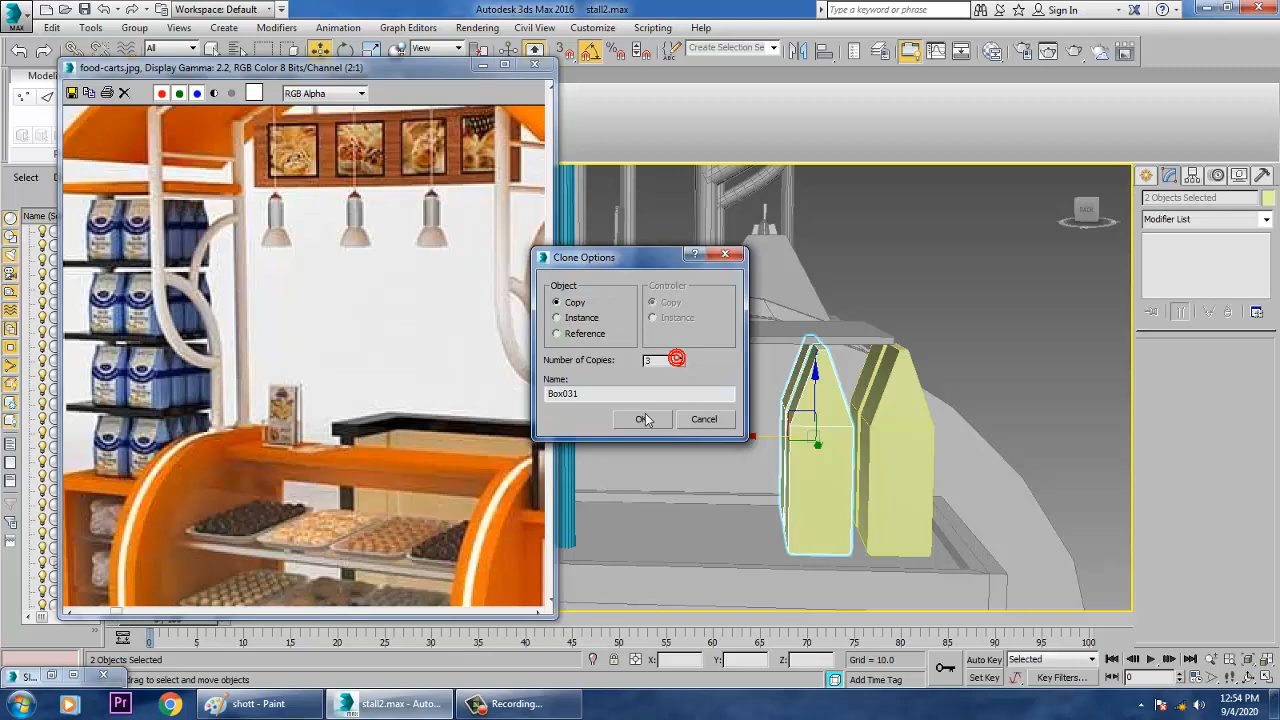 Workspace: Default
Autodesk 3ds Max 2016    stall2.max
Type a keyword or phrase
Sign In
MAX
Edit Tools Group Views Create Modifiers Animation Graph Editors Rendering Civil View Customize Scripting Help
All
View
Create Selection Se
food-carts.jpg, Display Gamma: 2.2, RGB Color 8 Bits/Channel (2:1)
RGB Alpha
Select
Name (S
BACK
2 Objects Selected
Modifier List
Clone Options
Object
Controller
Copy
Copy
Instance
Instance
Reference
Number of Copies:
3
Name:
Box031
Cancel
0 5 10 15 20 25 30 35 40 45 50 55 60 65 70 75 80 85 90 95 100
2 Objects Selected
X:
Y:
Z:
Grid = 10.0
Auto Key
Selected
drag to select and move objects
Add Time Tag
Set Key
Key Filters...
0
shott - Paint
stall2.max - Auto...
Recording...
12:54 PM
9/4/2020